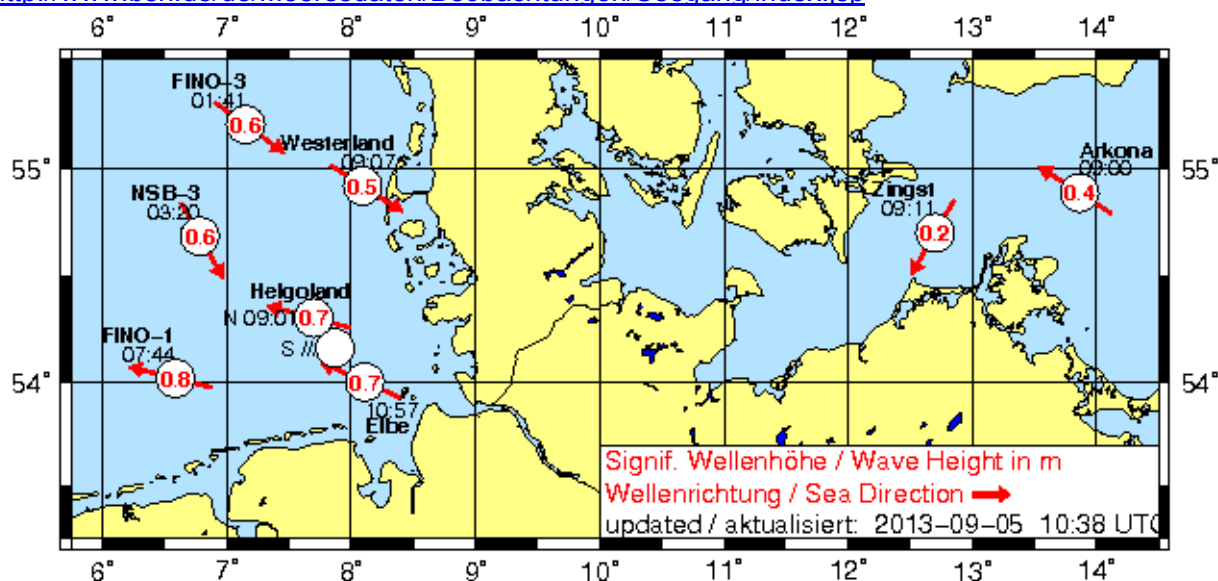 6° 7° 8° 9° 10° 11° 12° 13° 14°
FINO-3
01:41
0.6
Westerland
09:07
0.5
55° 55°
Arkona
09:00
0.4
NSB-3
03:20
0.6
Zingst
09:11
0.2
Helgoland
N 09:01 0.7
S ///
FINO-1
07:44
0.8
0.7
10:57
Elbe
54° 54°
Signif. Wellenhöhe / Wave Height in m
Wellenrichtung / Sea Direction
updated / aktualisiert: 2013-09-05 10:38 UTC
6° 7° 8° 9° 10° 11° 12° 13° 14°